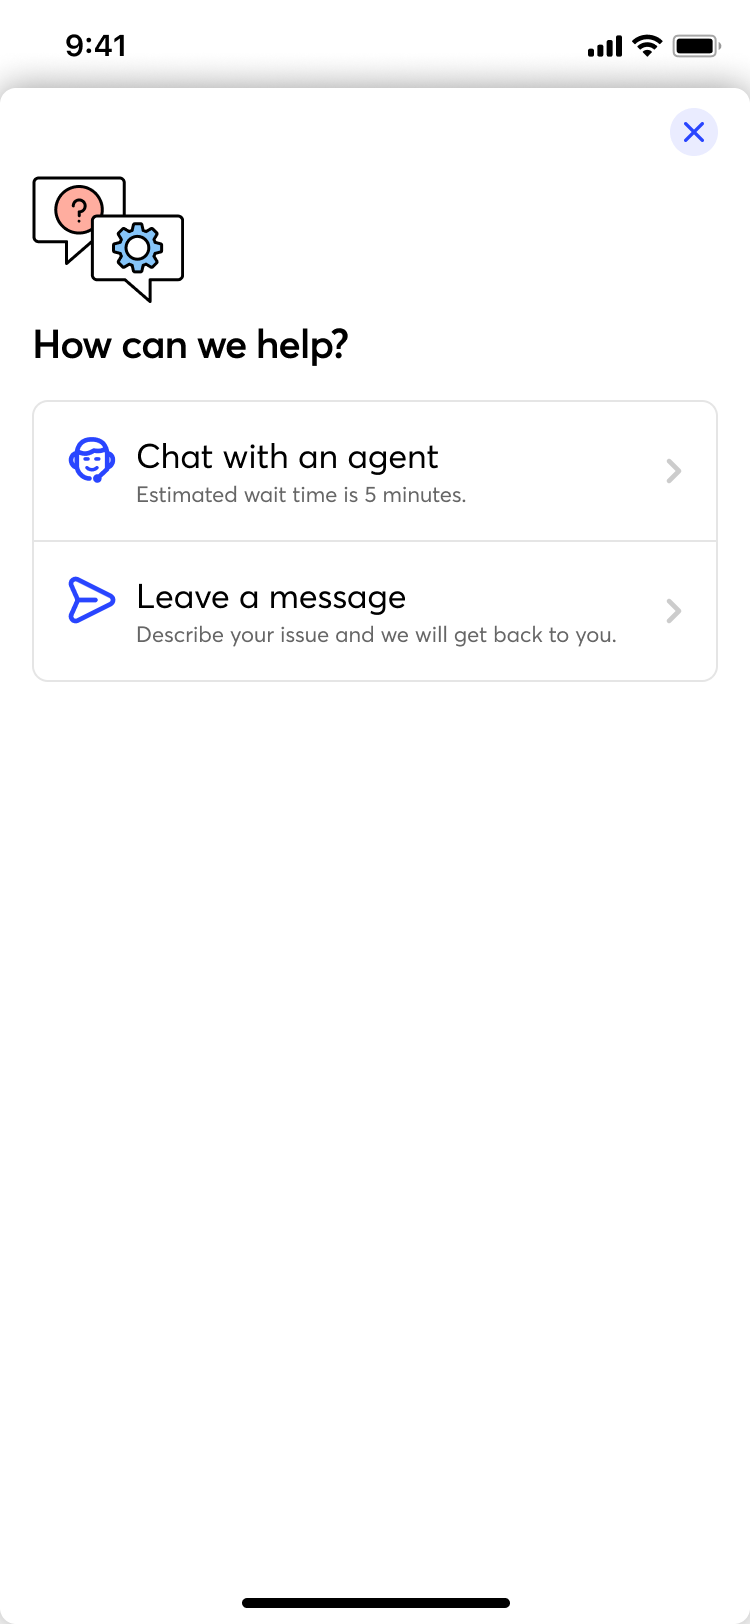 9:41
?
How can we help?
Chat with an agent
Estimated wait time is 5 minutes.
Leave a message
Describe your issue and we will get back to you.